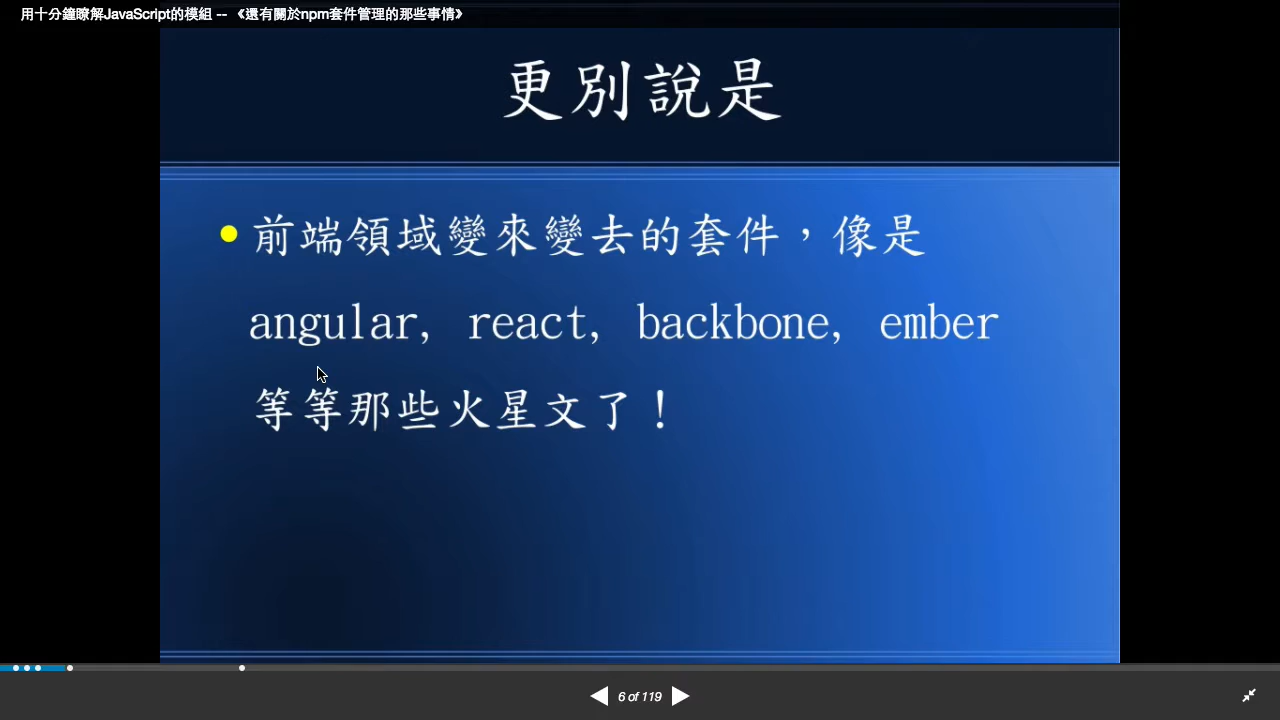 用十分鐘瞭解JavaScript的模組 -- 《還有關於npm套件管理的那些事情》
更別說是
前端領域變來變去的套件，像是
angular, react, backbone, ember
等等那些火星文了！
6 of 119